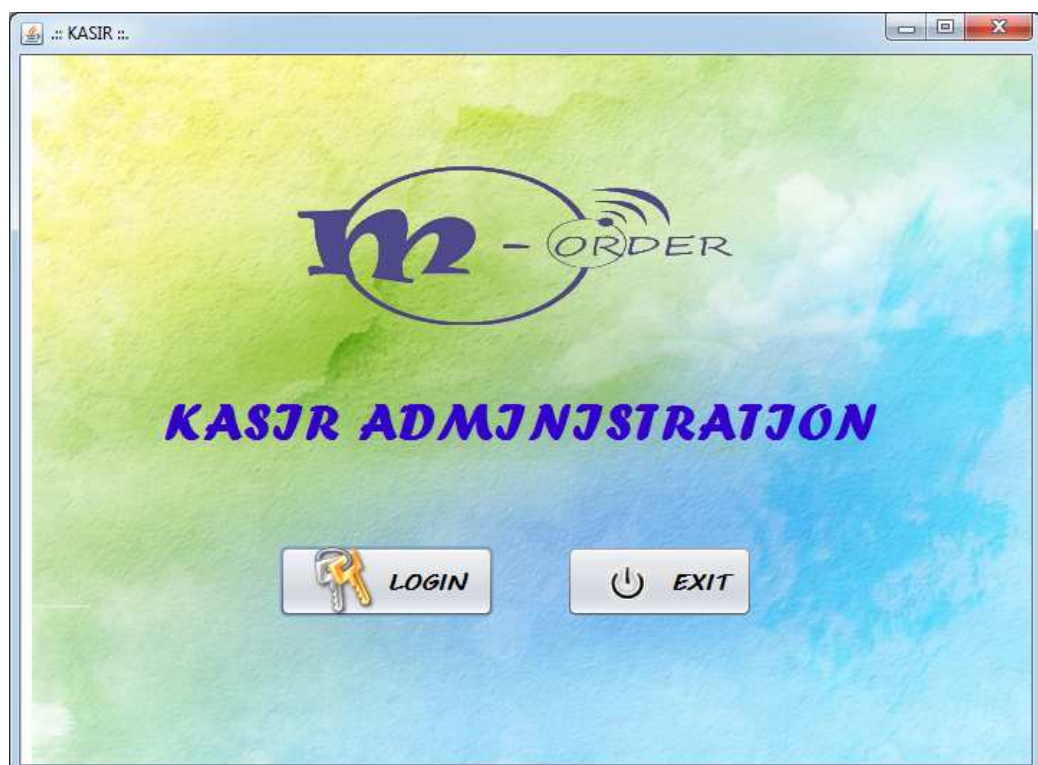 .:: KASIR ::.
m - ORDER
KASIR ADMINISTRATION
LOGIN
EXIT